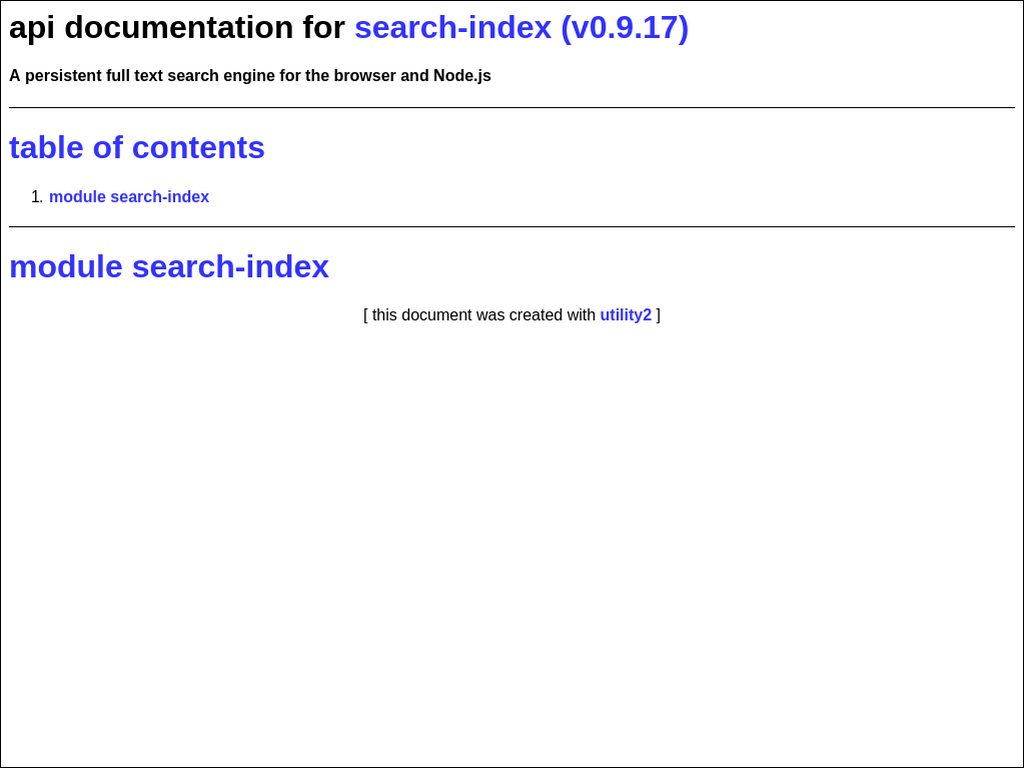 api documentation for search-index (v0.9.17)
A persistent full text search engine for the browser and Node.js
table of contents
1. module search-index
module search-index
[ this document was created with utility2 ]